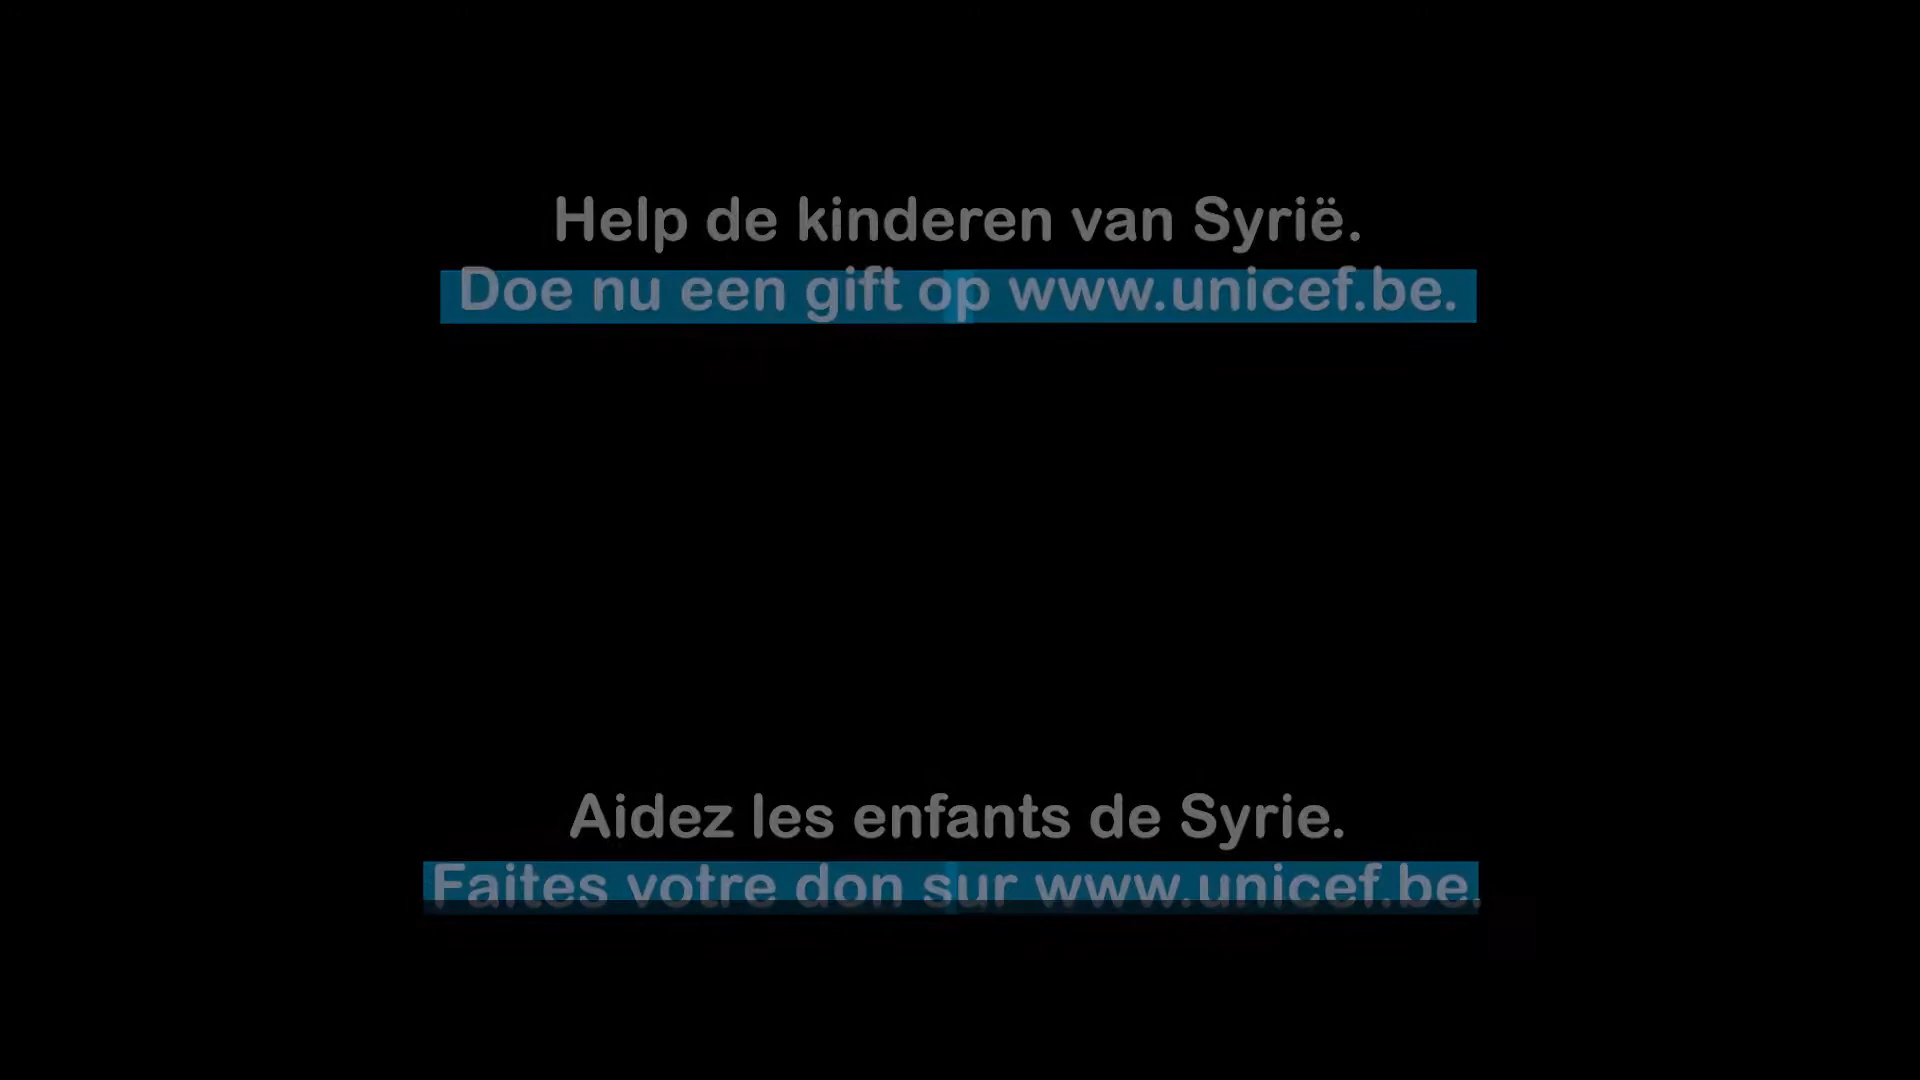 Help de kinderen van Syrië.
Doe nu een gift op www.unicef.be.
Aidez les enfants de Syrie.
Faites votre don sur www.unicef.be.